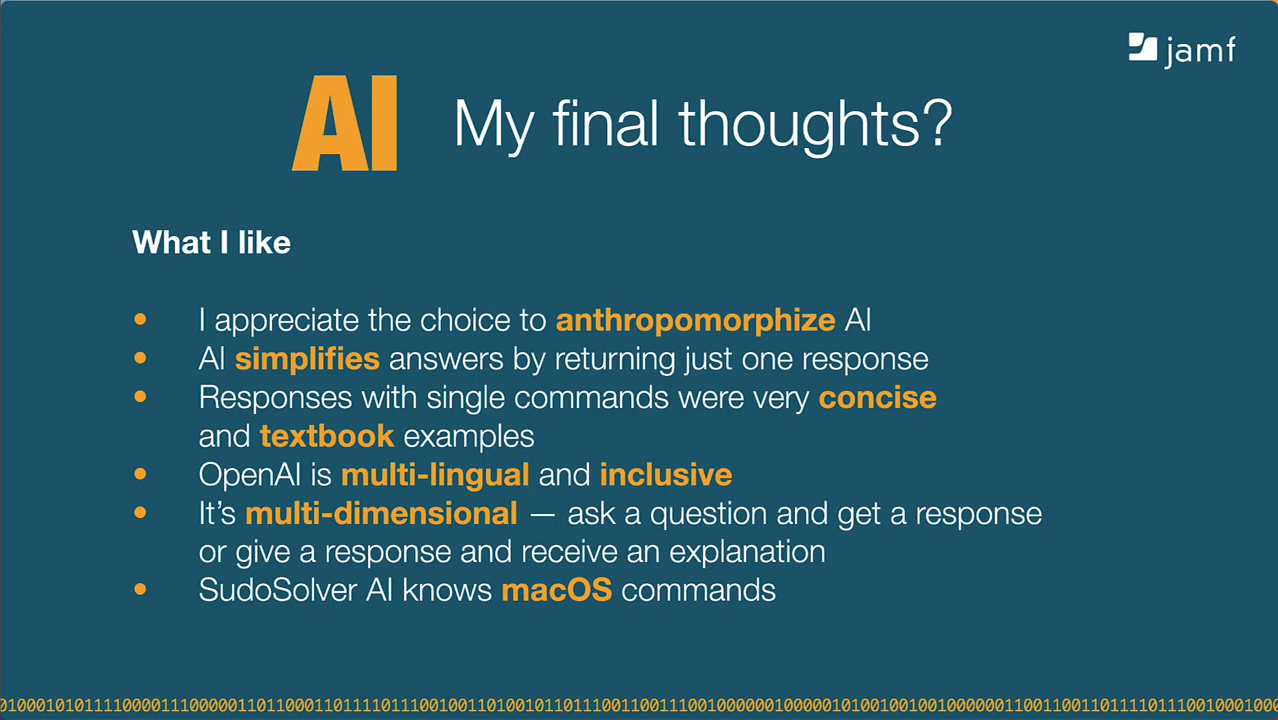 jamf
AI My final thoughts?
What I like
• I appreciate the choice to anthropomorphize AI
• AI simplifies answers by returning just one response
• Responses with single commands were very concise
and textbook examples
• OpenAI is multi-lingual and inclusive
• It's multi-dimensional — ask a question and get a response
or give a response and receive an explanation
• SudoSolver AI knows macOS commands